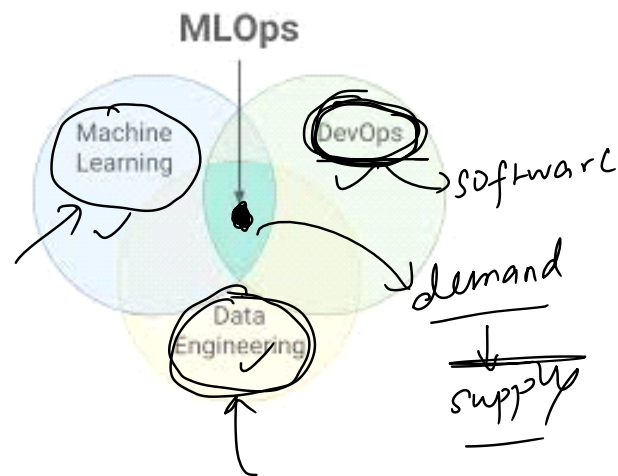 MLOps
Machine
Learning
DevOps
software
demand
Data
Engineering
supply